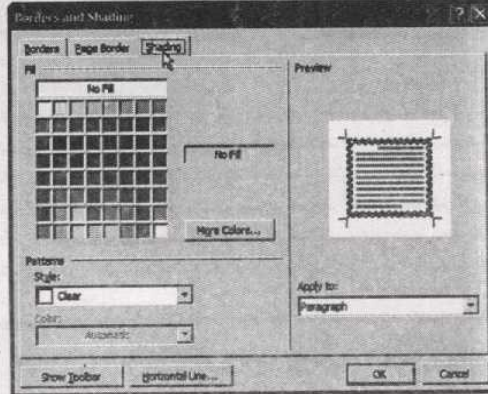 Borders and Shading
Borders Page Border Shading
Fill
No Fill
No Fill
More Colors...
Patterns
Style:
Clear
Color:
Automatic
Preview
Apply to:
Paragraph
Show Toolbar Horizontal Line... OK Cancel